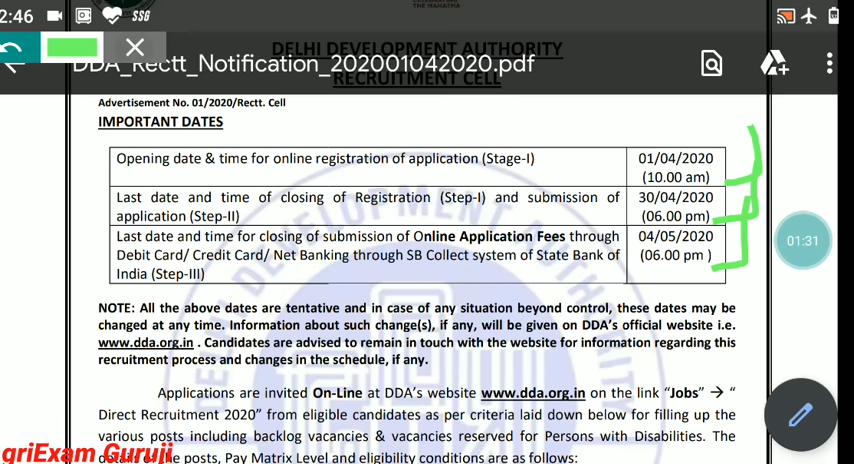 THE MAHATMA
2:46 SSG
DELHI DEVELOPMENT AUTHORITY
DDA_Rectt_Notification_202001042020.pdf
RECRUITMENT CELL
Advertisement No. 01/2020/Rectt. Cell
IMPORTANT DATES
Opening date & time for online registration of application (Stage-I) 01/04/2020
(10.00 am)
Last date and time of closing of Registration (Step-I) and submission of 30/04/2020
application (Step-II) (06.00 pm)
Last date and time for closing of submission of Online Application Fees through 04/05/2020
Debit Card/ Credit Card/ Net Banking through SB Collect system of State Bank of (06.00 pm )
India (Step-III)
01:31
NOTE: All the above dates are tentative and in case of any situation beyond control, these dates may be
changed at any time. Information about such change(s), if any, will be given on DDA's official website i.e.
www.dda.org.in . Candidates are advised to remain in touch with the website for information regarding this
recruitment process and changes in the schedule, if any.
Applications are invited On-Line at DDA's website www.dda.org.in on the link "Jobs" → "
Direct Recruitment 2020" from eligible candidates as per criteria laid down below for filling up the
various posts including backlog vacancies & vacancies reserved for Persons with Disabilities. The
griExam Guruji
details of the posts, Pay Matrix Level and eligibility conditions are as follows:
DELHI DEVELOPMENT AUTHORITY